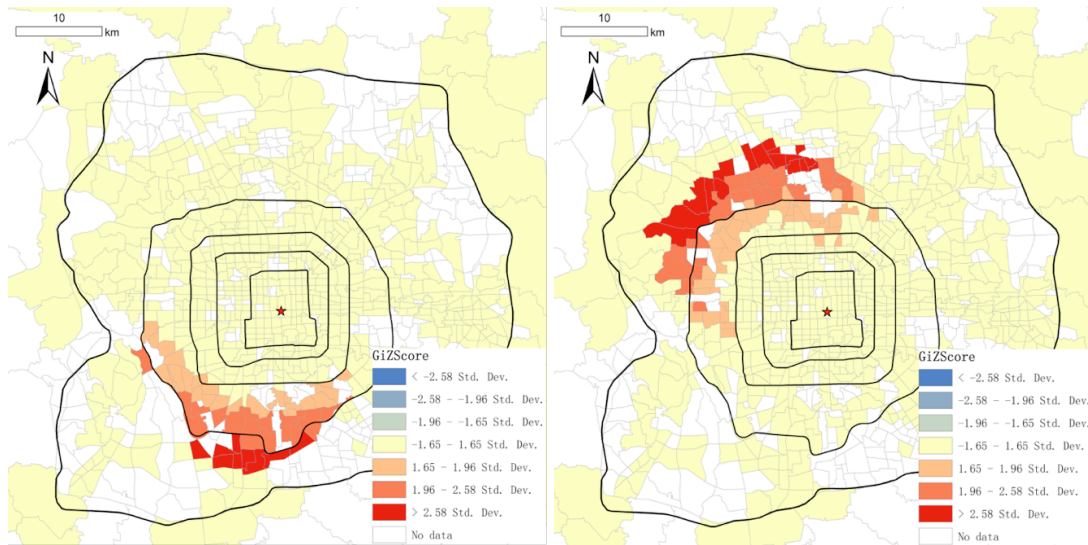 10
km
N
GiZScore
< -2.58 Std. Dev.
-2.58 - -1.96 Std. Dev.
-1.96 - -1.65 Std. Dev.
-1.65 - 1.65 Std. Dev.
1.65 - 1.96 Std. Dev.
1.96 - 2.58 Std. Dev.
> 2.58 Std. Dev.
No data
10
km
N
GiZScore
< -2.58 Std. Dev.
-2.58 - -1.96 Std. Dev.
-1.96 - -1.65 Std. Dev.
-1.65 - 1.65 Std. Dev.
1.65 - 1.96 Std. Dev.
1.96 - 2.58 Std. Dev.
> 2.58 Std. Dev.
No data